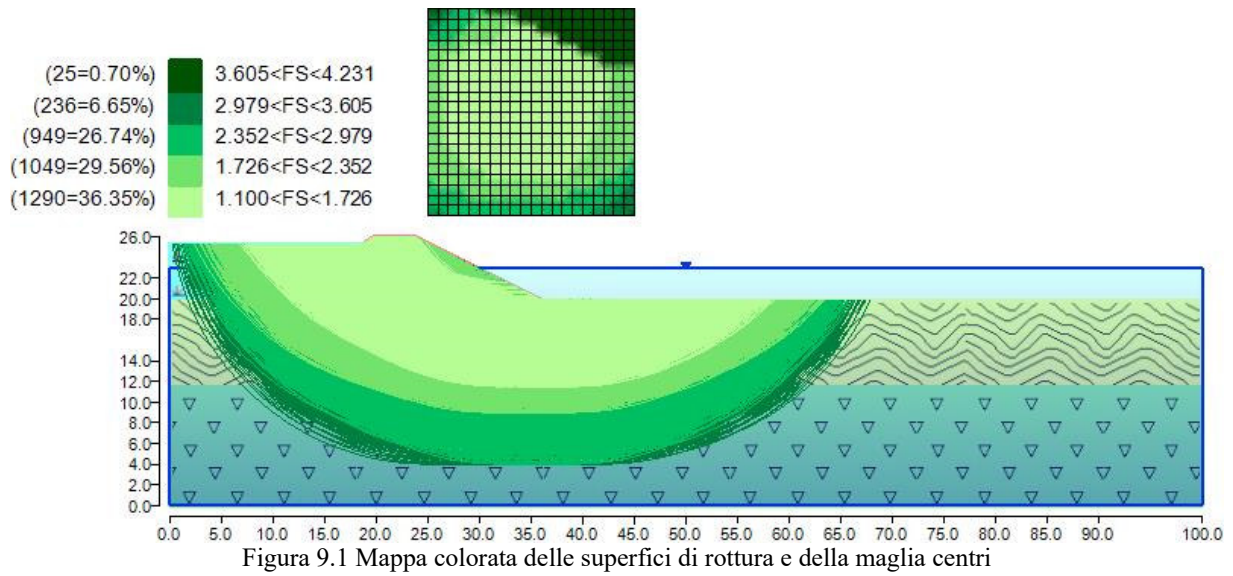 (25=0.70%) 3.605<FS<4.231
(236=6.65%) 2.979<FS<3.605
(949=26.74%) 2.352<FS<2.979
(1049=29.56%) 1.726<FS<2.352
(1290=36.35%) 1.100<FS<1.726
26.0
22.0
20.0
18.0
14.0
12.0
10.0
8.0
6.0
4.0
2.0
0.0
0.0 5.0 10.0 15.0 20.0 25.0 30.0 35.0 40.0 45.0 50.0 55.0 60.0 65.0 70.0 75.0 80.0 85.0 90.0 100.0
Figura 9.1 Mappa colorata delle superfici di rottura e della maglia centri